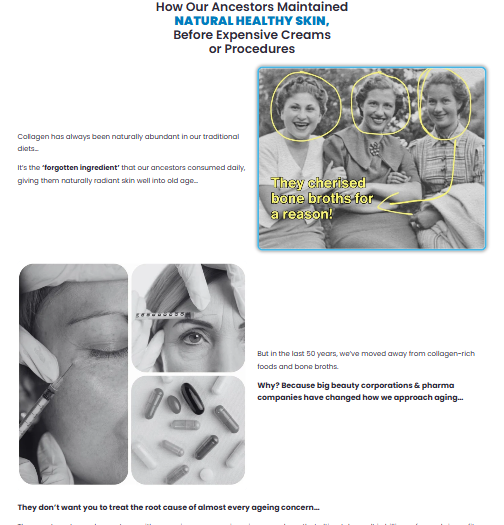 How Our Ancestors Maintained
NATURAL HEALTHY SKIN,
Before Expensive Creams
or Procedures
Collagen has always been naturally abundant in our traditional
diets...
It's the 'forgotten ingredient' that our ancestors consumed daily,
giving them naturally radiant skin well into old age...
They cherised
bone broths for
a reason!
But in the last 50 years, we've moved away from collagen-rich
foods and bone broths.
Why? Because big beauty corporations & pharma
companies have changed how we approach aging...
They don't want you to treat the root cause of almost every ageing concern...